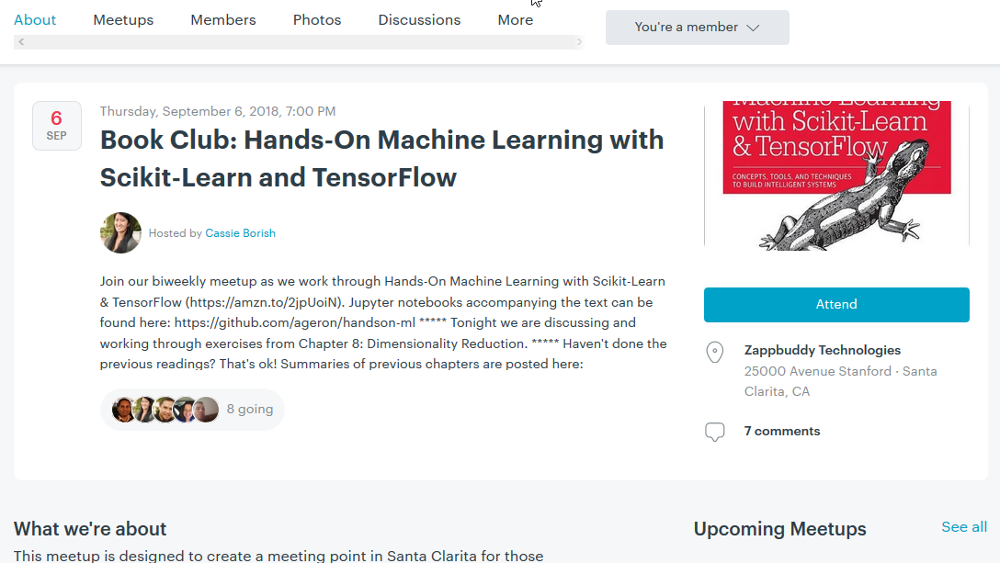 About Meetups Members Photos Discussions More
You're a member
6
SEP
Thursday, September 6, 2018, 7:00 PM
Book Club: Hands-On Machine Learning with
Scikit-Learn and TensorFlow
Hosted by Cassie Borish
Join our biweekly meetup as we work through Hands-On Machine Learning with Scikit-Learn
& TensorFlow (https://amzn.to/2jpUoiN). Jupyter notebooks accompanying the text can be
found here: https://github.com/ageron/handson-ml ***** Tonight we are discussing and
working through exercises from Chapter 8: Dimensionality Reduction. ***** Haven't done the
previous readings? That's ok! Summaries of previous chapters are posted here:
8 going
Machine Learning
with Scikit-Learn
& TensorFlow
CONCEPTS, TOOLS, AND TECHNIQUES
TO BUILD INTELLIGENT SYSTEMS
Attend
Zappbuddy Technologies
25000 Avenue Stanford · Santa
Clarita, CA
7 comments
What we're about
This meetup is designed to create a meeting point in Santa Clarita for those
Upcoming Meetups
See all